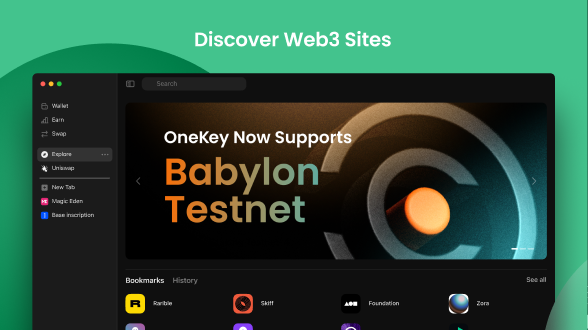 Discover Web3 Sites
Search
Wallet
Earn
Swap
Explore
Uniswap
New Tab
Magic Eden
Base inscription
OneKey Now Supports
Babylon
Testnet
Bookmarks History See all
Rarible Skiff Foundation Zora